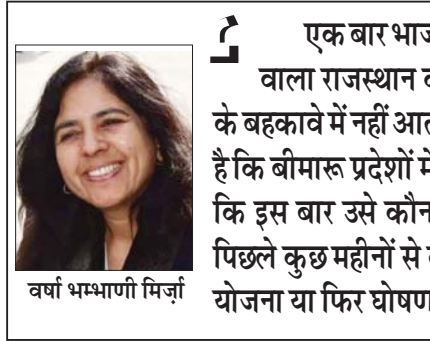 एक बार भाज
वाला राजस्थान व
के बहकावे में नहीं आत
है कि बीमारू प्रदेशों मे
कि इस बार उसे कौन
पिछले कुछ महीनों से
योजना या फिर घोषण
वर्षा भम्भाणी मिर्ज़ा